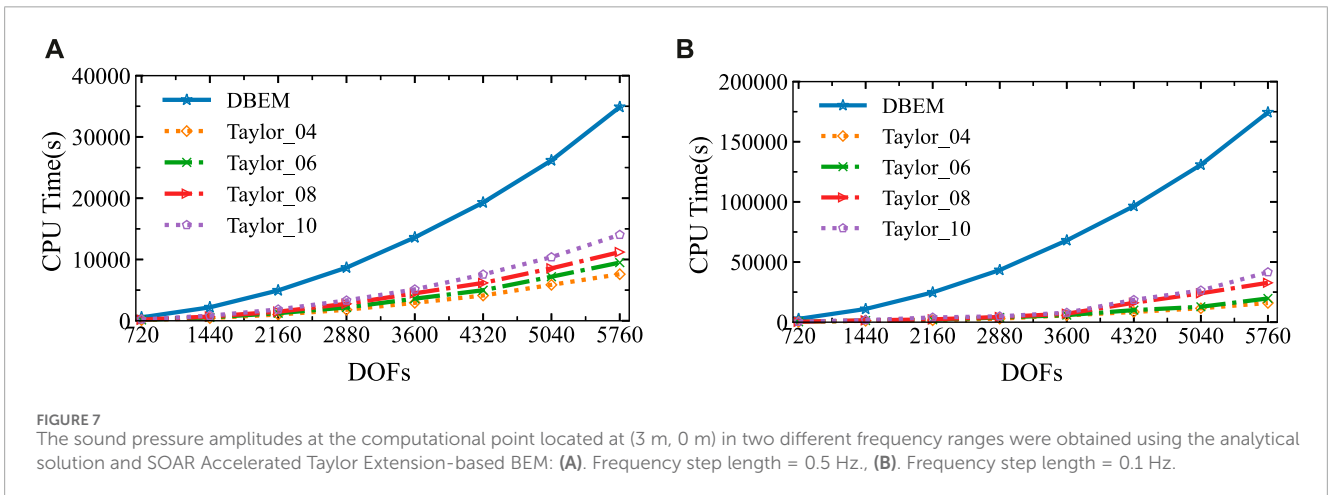 A
40000
30000
20000
10000
0
CPU Time(s)
DBEM
Taylor_04
Taylor_06
Taylor_08
Taylor_10
720 1440 2160 2880 3600 4320 5040 5760
DOFs
B
200000
150000
100000
50000
0
CPU Time(s)
DBEM
Taylor_04
Taylor_06
Taylor_08
Taylor_10
720 1440 2160 2880 3600 4320 5040 5760
DOFs
FIGURE 7
The sound pressure amplitudes at the computational point located at (3 m, 0 m) in two different frequency ranges were obtained using the analytical
solution and SOAR Accelerated Taylor Extension-based BEM: (A). Frequency step length = 0.5 Hz., (B). Frequency step length = 0.1 Hz.